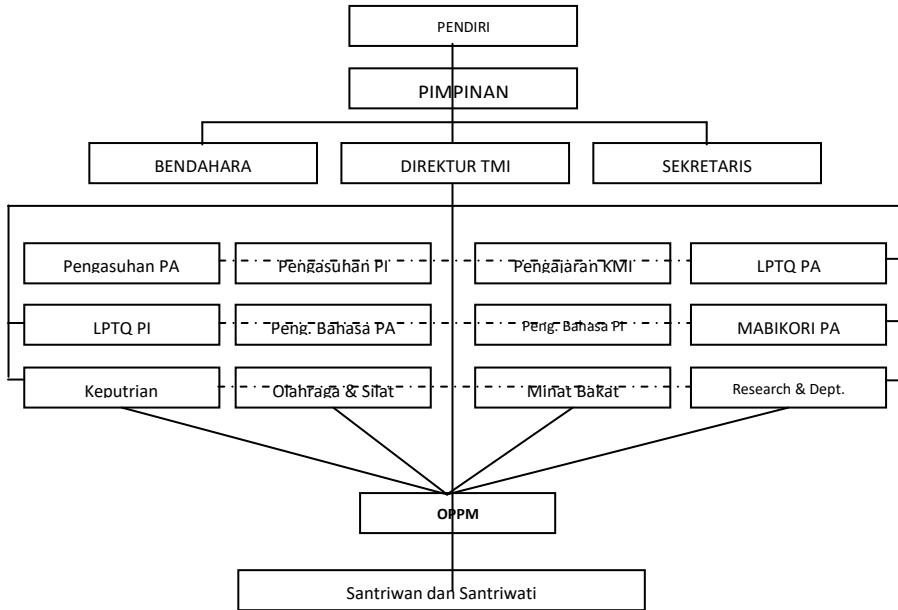 PENDIRI
PIMPINAN
BENDAHARA
DIREKTUR TMI
SEKRETARIS
Pengasuhan PA
Pengasuhan PI
Pengajaran KMI
LPTQ PA
LPTQ PI
Peng. Bahasa PA
Peng. Bahasa PI
MABIKORI PA
Keputrian
Olahraga & Silat
Minat Bakat
Research & Dept.
OPPM
Santriwan dan Santriwati